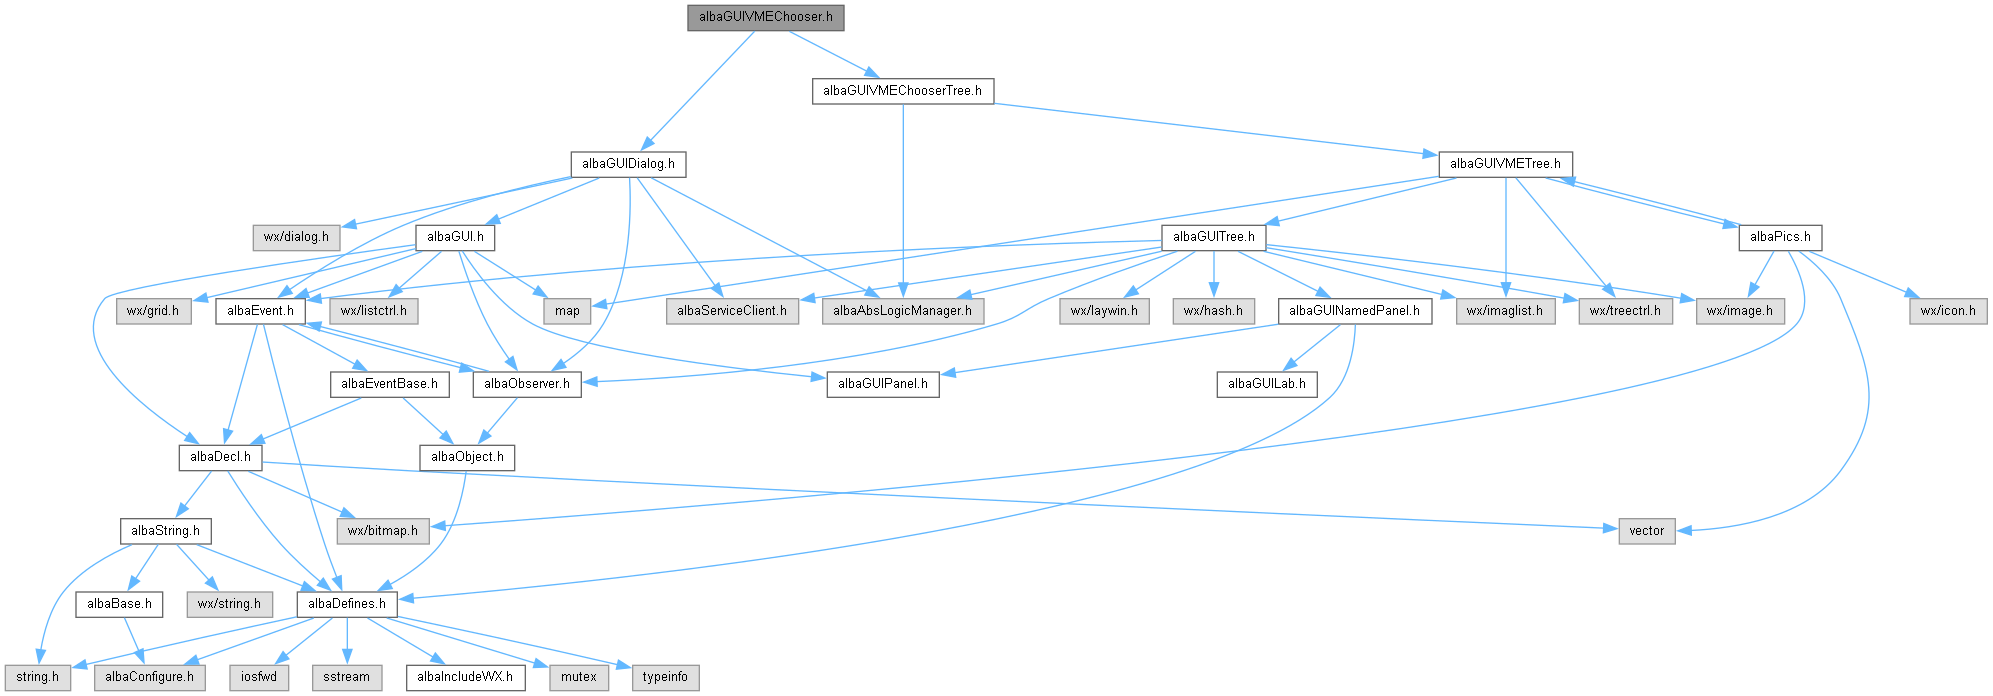 albaGUIVMEChooser.h
albaGUIVMEChooserTree.h
albaGUIDialog.h
albaGUIVMETree.h
wx/dialog.h
albaGUI.h
albaGUITree.h
albaPics.h
wx/grid.h
albaEvent.h
wx/listctrl.h
map
albaServiceClient.h
albaAbsLogicManager.h
wx/laywin.h
wx/hash.h
albaGUINamedPanel.h
wx/imaglist.h
wx/treectrl.h
wx/image.h
wx/icon.h
albaEventBase.h
albaObserver.h
albaGUIPanel.h
albaGUILab.h
albaDecl.h
albaObject.h
albaString.h
wx/bitmap.h
vector
albaBase.h
wx/string.h
albaDefines.h
string.h
albaConfigure.h
iosfwd
sstream
albaIncludeWX.h
mutex
typeinfo